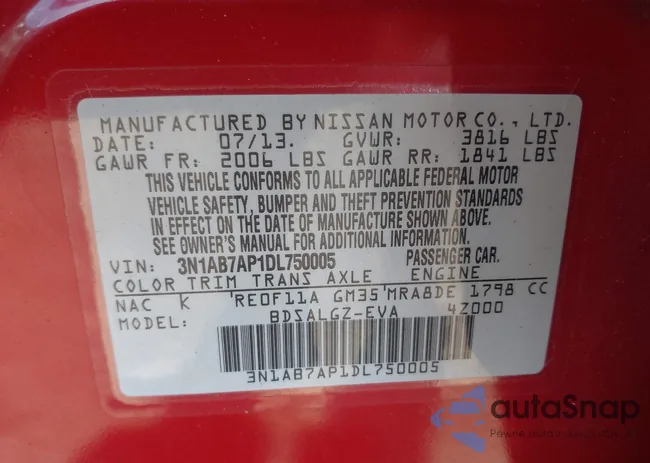 MANUFACTURED BY NISSAN MOTOR CO., LTD.
DATE: 07/13. GVWR: 3816 LBS
GAWR FR: 2006 LBS GAWR RR: 1841 LBS
THIS VEHICLE CONFORMS TO ALL APPLICABLE FEDERAL MOTOR
VEHICLE SAFETY, BUMPER AND THEFT PREVENTION STANDARDS
IN EFFECT ON THE DATE OF MANUFACTURE SHOWN ABOVE.
SEE OWNER'S MANUAL FOR ADDITIONAL INFORMATION.
VIN: 3N1AB7AP1DL750005 PASSENGER CAR.
COLOR TRIM TRANS AXLE ENGINE
NAC K 'RE0F11A GM35'MRA8DE 1798 CC
MODEL: BDSALGZ-EVA 4Z000
3N1AB7AP1DL750005
autaSnap